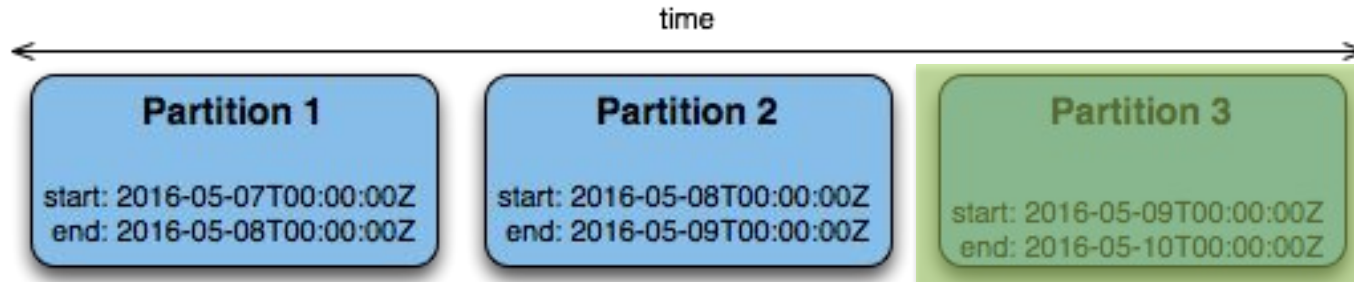 time
Partition 1
start: 2016-05-07T00:00:00Z
end: 2016-05-08T00:00:00Z
Partition 2
start: 2016-05-08T00:00:00Z
end: 2016-05-09T00:00:00Z
Partition 3
start: 2016-05-09T00:00:00Z
end: 2016-05-10T00:00:00Z